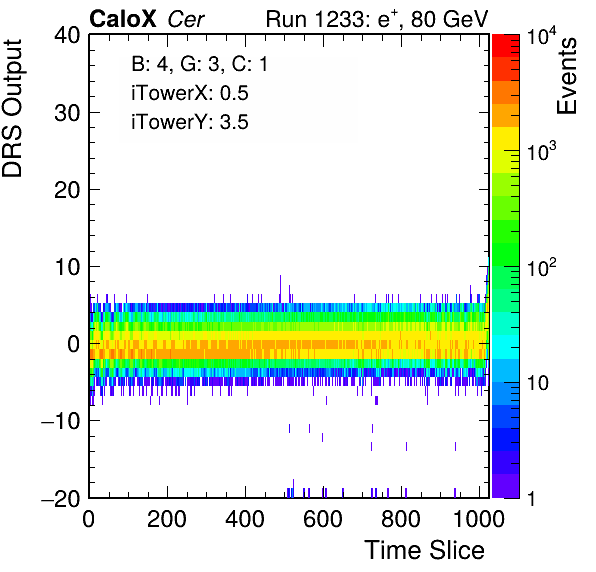 CaloX Cer Run 1233: e+, 80 GeV
B: 4, G: 3, C: 1
iTowerX: 0.5
iTowerY: 3.5
DRS Output
40
30
20
10
0
−10
−20
0 200 400 600 800 1000
Time Slice
Events
10^4
10^3
10^2
10
1